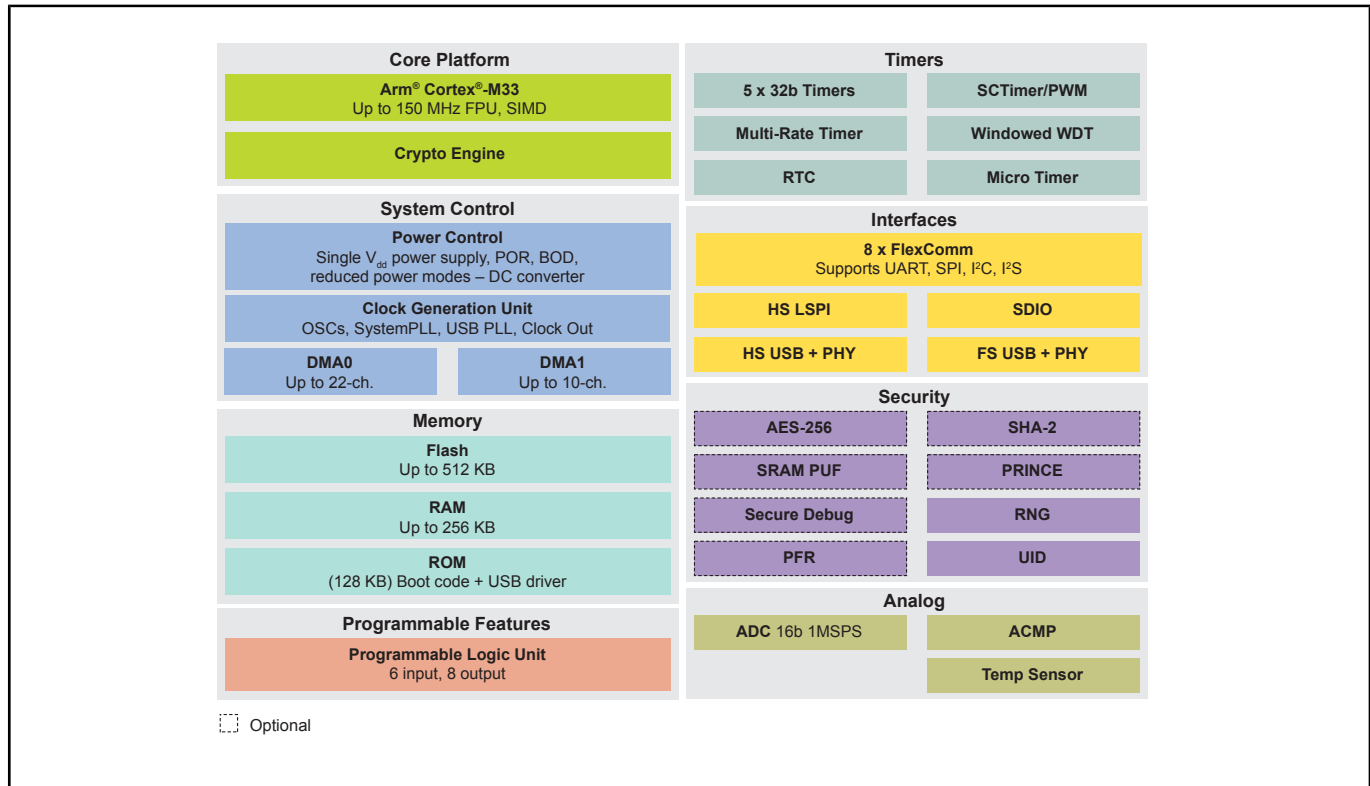 Core Platform
Arm® Cortex®-M33
Up to 150 MHz FPU, SIMD
Crypto Engine
System Control
Power Control
Single Vdd power supply, POR, BOD,
reduced power modes – DC converter
Clock Generation Unit
OSCs, SystemPLL, USB PLL, Clock Out
DMA0
Up to 22-ch.
DMA1
Up to 10-ch.
Memory
Flash
Up to 512 KB
RAM
Up to 256 KB
ROM
(128 KB) Boot code + USB driver
Programmable Features
Programmable Logic Unit
6 input, 8 output
Timers
5 x 32b Timers
SCTimer/PWM
Multi-Rate Timer
Windowed WDT
RTC
Micro Timer
Interfaces
8 x FlexComm
Supports UART, SPI, I²C, I²S
HS LSPI
SDIO
HS USB + PHY
FS USB + PHY
Security
AES-256
SHA-2
SRAM PUF
PRINCE
Secure Debug
RNG
PFR
UID
Analog
ADC 16b 1MSPS
ACMP
Temp Sensor
Optional